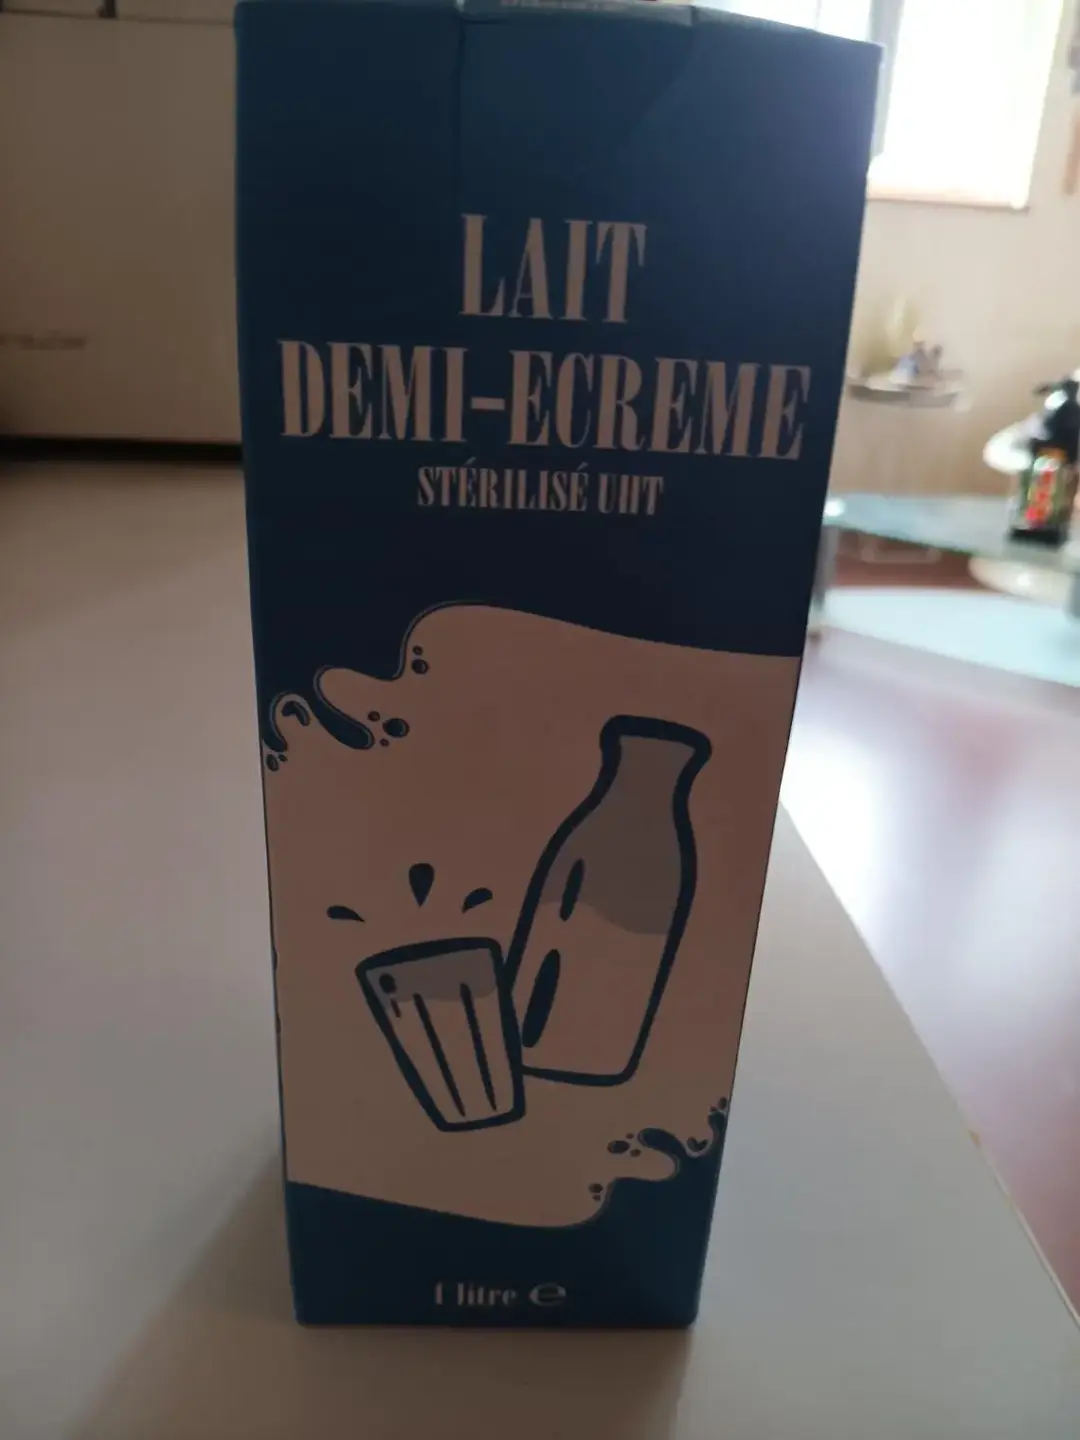 LAIT
DEMI-ECREME
STÉRILISÉ UHT
1 litre ℮